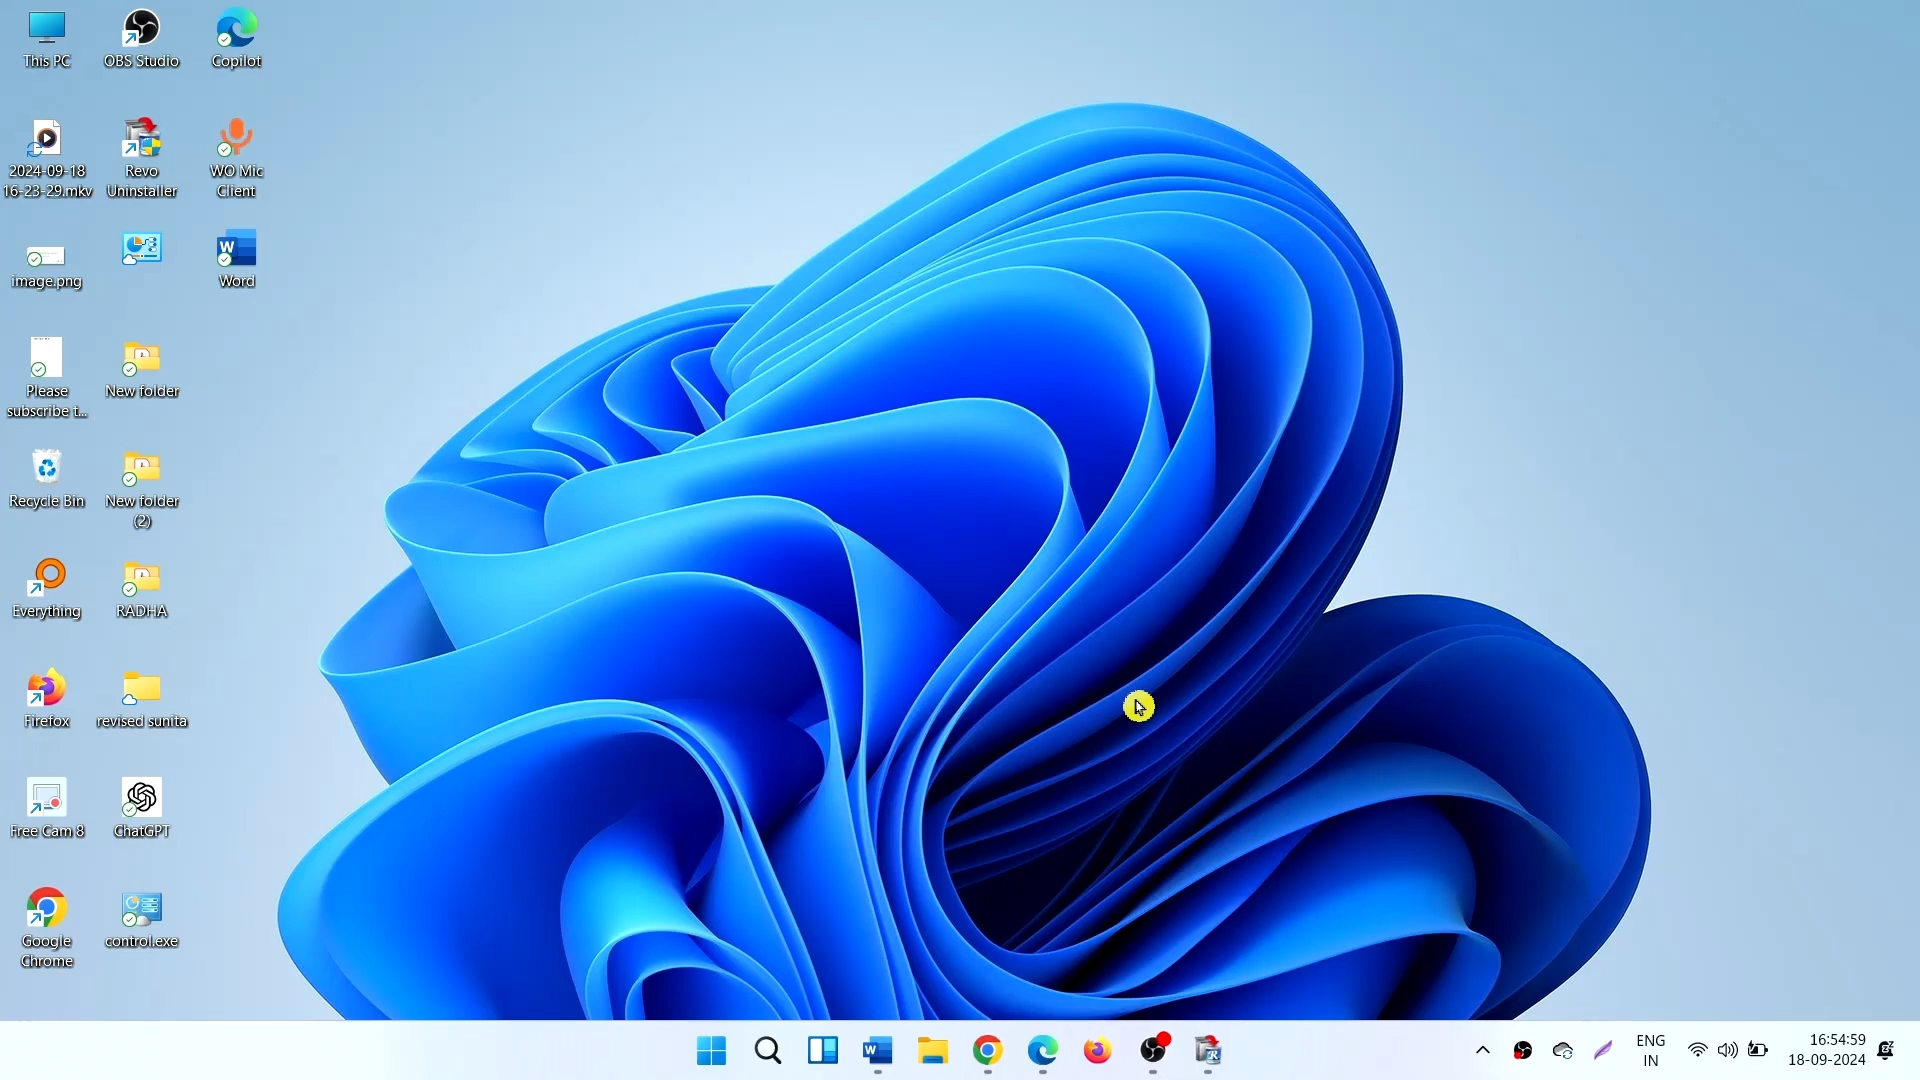 This PC
OBS Studio
Copilot
2024-09-18
16-23-29.mkv
Revo
Uninstaller
WO Mic
Client
image.png
Word
Please
subscribe t...
New folder
Recycle Bin
New folder
(2)
Everything
RADHA
Firefox
revised sunita
Free Cam 8
ChatGPT
Google
Chrome
control.exe
ENG
IN
16:54:59
18-09-2024